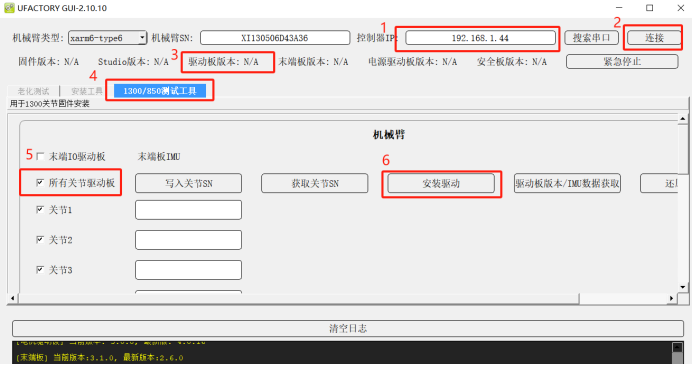 UFACTORY GUI-2.10.10
1 2
机械臂类型: xarm6-type6 机械臂SN: XI130506D43A36 控制器IP: 192.168.1.44 搜索串口 连接
3
固件版本: N/A Studio版本: N/A 驱动板版本: N/A 末端板版本: N/A 电源驱动板版本: N/A 安全板版本: N/A 紧急停止
4
老化测试 安装工具 1300/850测试工具
用于1300关节固件安装
机械臂
5 末端IO驱动板 末端板IMU
6
所有关节驱动板 写入关节SN 获取关节SN 安装驱动 驱动板版本/IMU数据获取
关节1
关节2
关节3
清空日志
[末端板] 当前版本:3.1.0, 最新版本:2.6.0